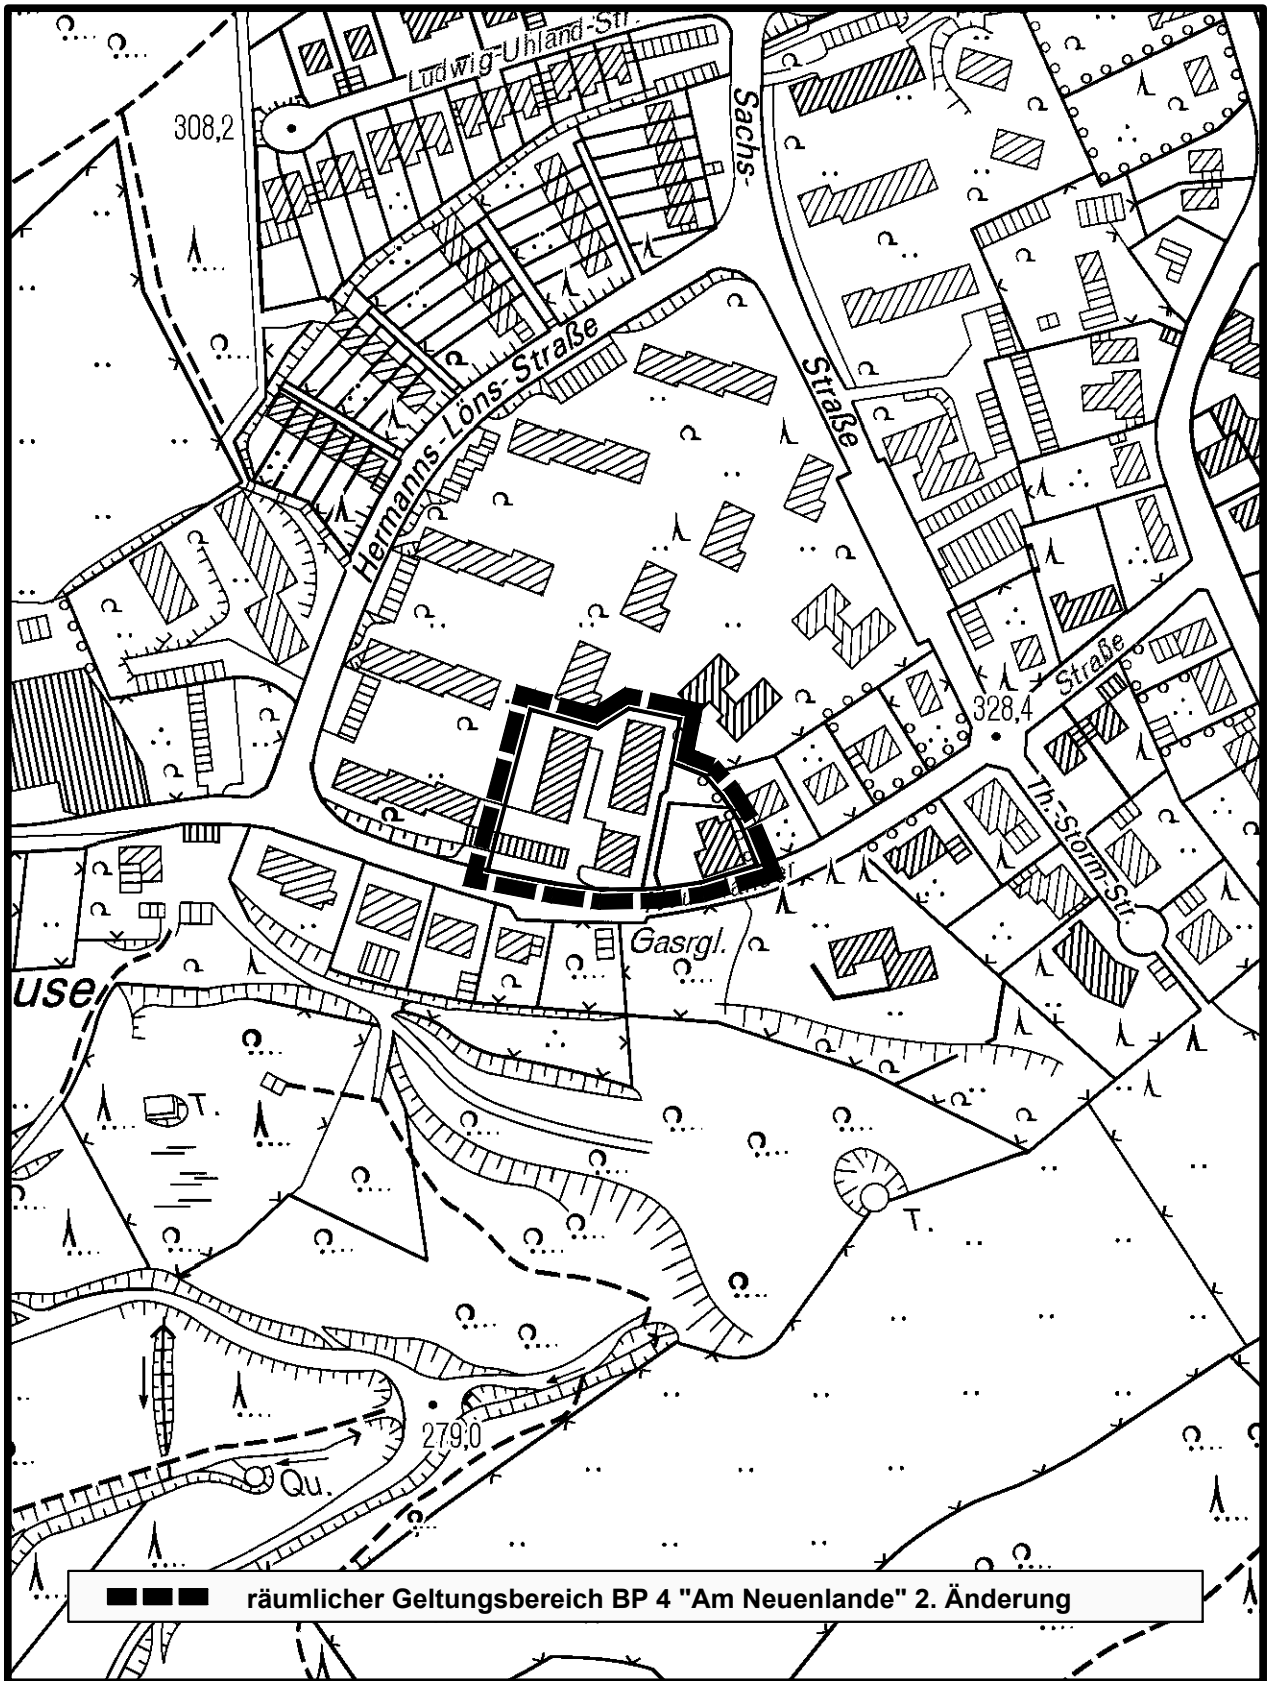 Ludwig-Uhland-Str.
308,2
Sachs-
Straße
Hermanns-Löns-Straße
Straße
328,4
Th.-Storm-Str.
Gasrgl.
use
T.
T.
279,0
Qu.
räumlicher Geltungsbereich BP 4 "Am Neuenlande" 2. Änderung